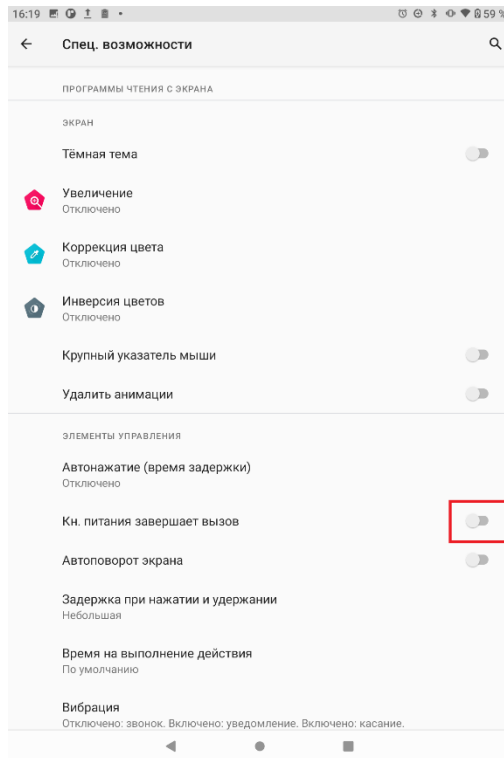 16:19 59 %
Спец. возможности
ПРОГРАММЫ ЧТЕНИЯ С ЭКРАНА
ЭКРАН
Тёмная тема
Увеличение
Отключено
Коррекция цвета
Отключено
Инверсия цветов
Отключено
Крупный указатель мыши
Удалить анимации
ЭЛЕМЕНТЫ УПРАВЛЕНИЯ
Автонажатие (время задержки)
Отключено
Кн. питания завершает вызов
Автоповорот экрана
Задержка при нажатии и удержании
Небольшая
Время на выполнение действия
По умолчанию
Вибрация
Отключено: звонок. Включено: уведомление. Включено: касание.